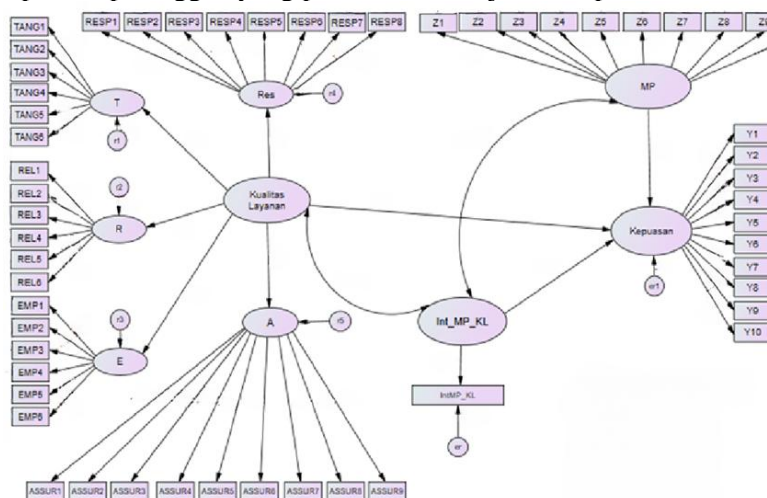 RESP1 RESP2 RESP3 RESP4 RESP5 RESP6 RESP7 RESP8
Z1 Z2 Z3 Z4 Z5 Z6 Z7 Z8
TANG1
TANG2
TANG3
TANG4
TANG5
TANG6
T
r1
Res
r4
MP
REL1
REL2
REL3
REL4
REL5
REL6
r2
R
Kualitas
Layanan
Y1
Y2
Y3
Y4
Y5
Y6
Y7
Y8
Y9
Y10
Kepuasan
er1
EMP1
EMP2
EMP3
EMP4
EMP5
EMP6
r3
E
A
r5
Int_MP_KL
IntMP_KL
er
ASSUR1 ASSUR2 ASSUR3 ASSUR4 ASSUR5 ASSUR6 ASSUR7 ASSUR8 ASSUR9